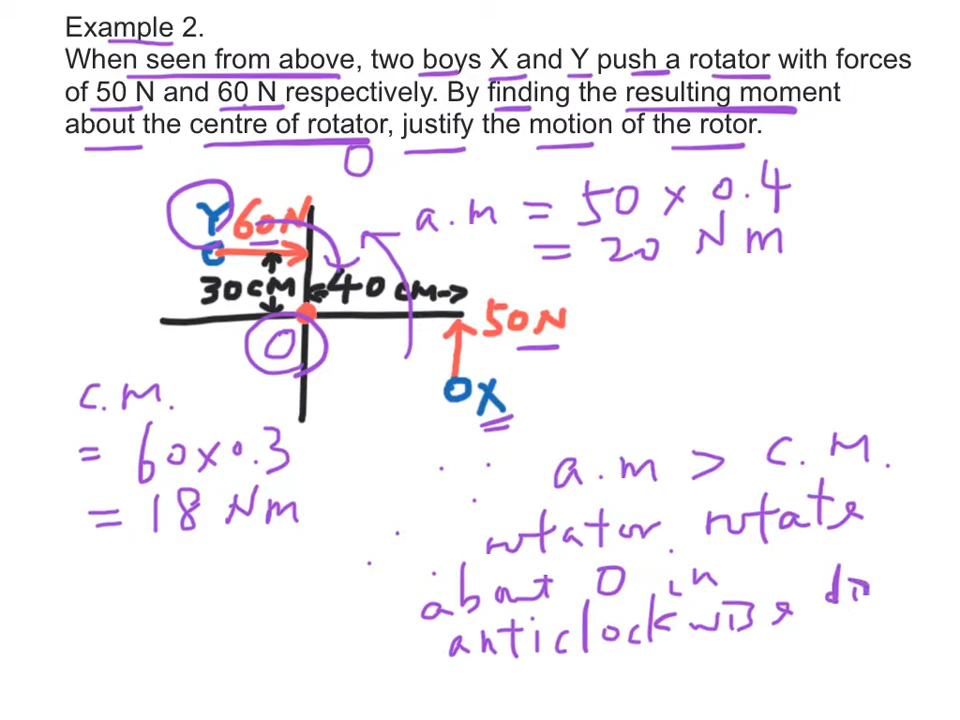 Example 2.
When seen from above, two boys X and Y push a rotator with forces
of 50 N and 60 N respectively. By finding the resulting moment
about the centre of rotator, justify the motion of the rotor.
O
Y 60N
a.m = 50 x 0.4
= 20 Nm
30CM 40 CM
50N
O
X
C.M.
= 60x0.3
= 18 Nm
∵ a.m > C.M.
∴ rotator rotate
about O in
anticlockwise dir